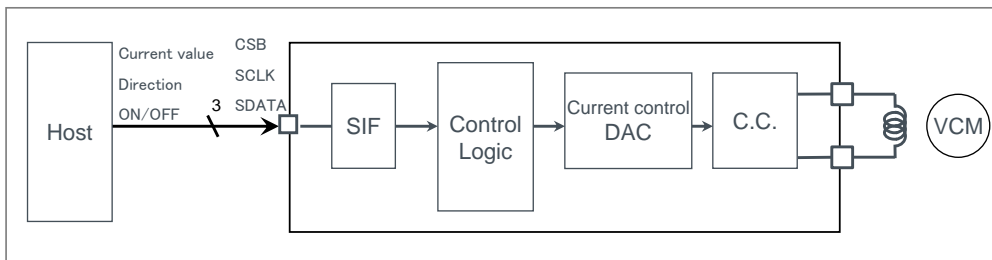 Host
Current value
Direction
ON/OFF
3
CSB
SCLK
SDATA
SIF
Control
Logic
Current control
DAC
C.C.
VCM